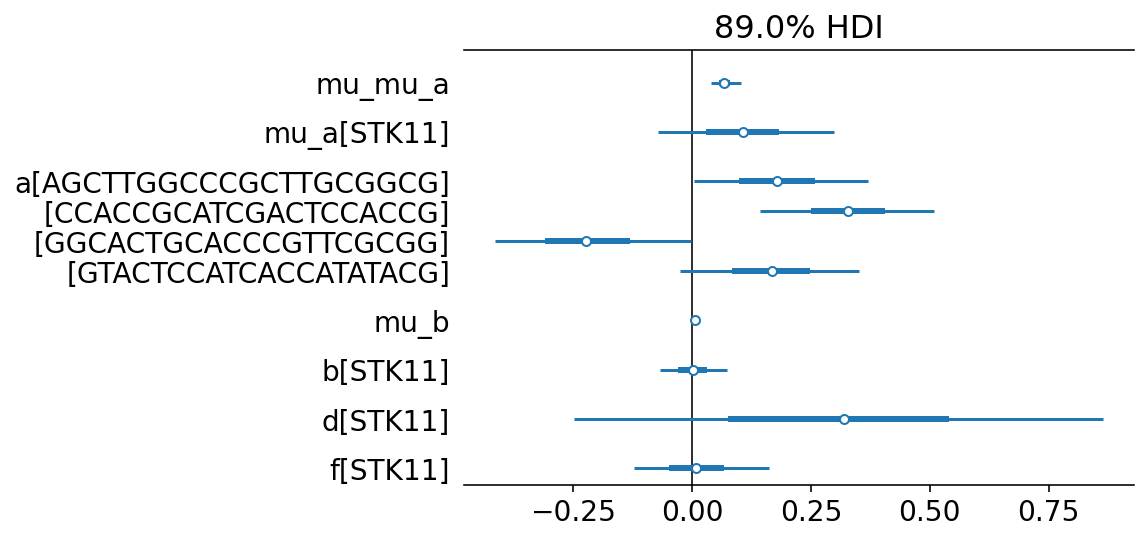 89.0% HDI
mu_mu_a
mu_a[STK11]
a[AGCTTGGCCCGCTTGCGGCG]
[CCACCGCATCGACTCCACCG]
[GGCACTGCACCCGTTCGCGG]
[GTACTCCATCACCATATACG]
mu_b
b[STK11]
d[STK11]
f[STK11]
−0.25 0.00 0.25 0.50 0.75